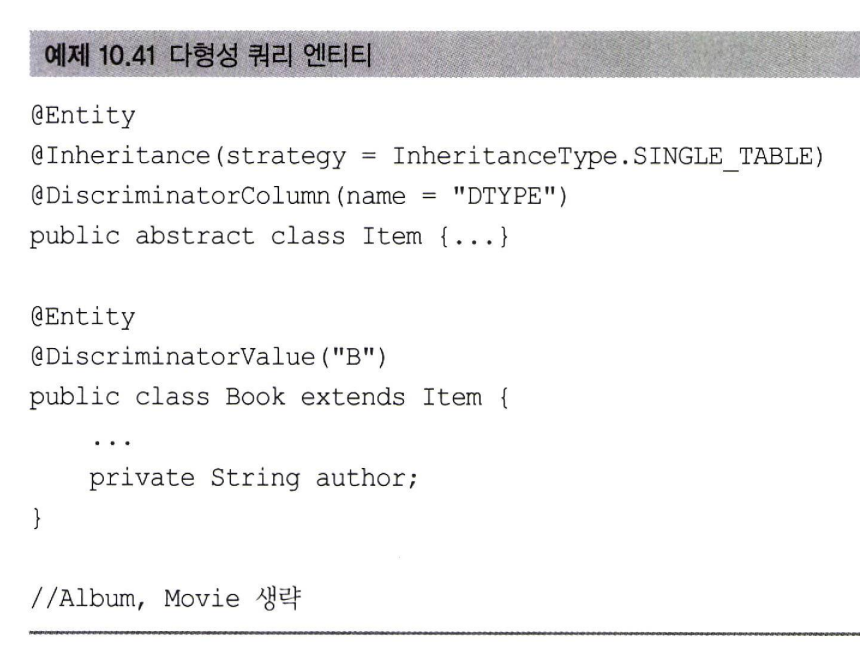 예제 10.41 다형성 쿼리 엔티티
@Entity
@Inheritance(strategy = InheritanceType.SINGLE_TABLE)
@DiscriminatorColumn(name = "DTYPE")
public abstract class Item {...}
@Entity
@DiscriminatorValue("B")
public class Book extends Item {
...
private String author;
}
//Album, Movie 생략